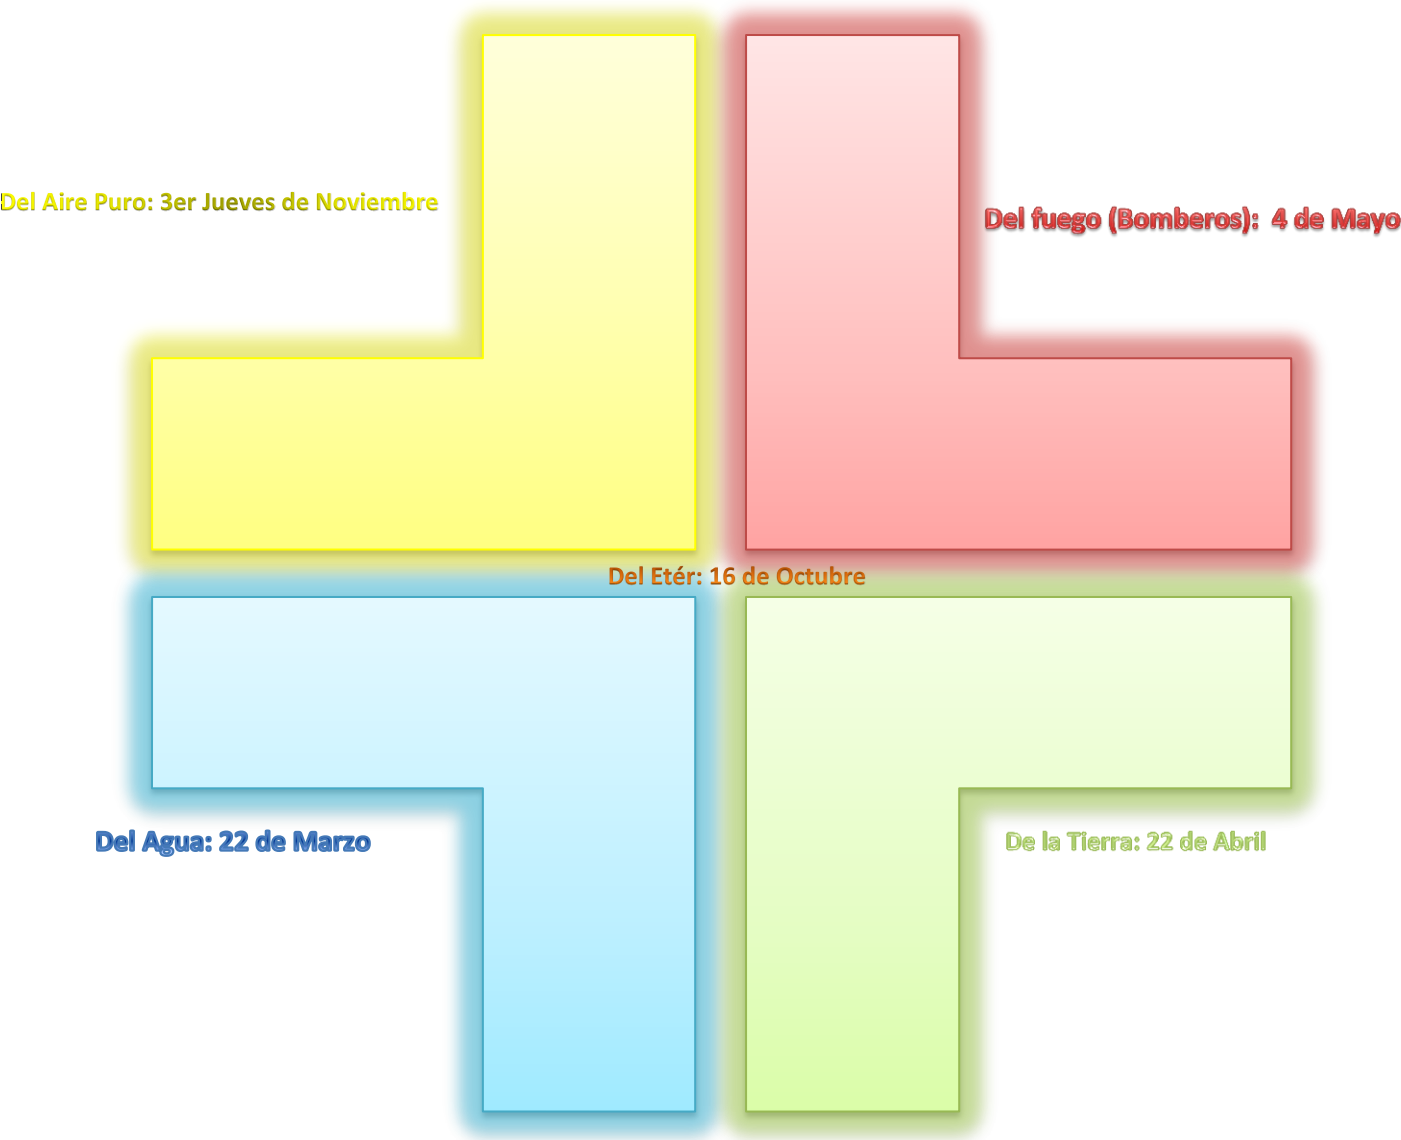 Del Aire Puro: 3er Jueves de Noviembre
Del fuego (Bomberos):  4 de Mayo
Del Etér: 16 de Octubre
Del Agua: 22 de Marzo
De la Tierra: 22 de Abril